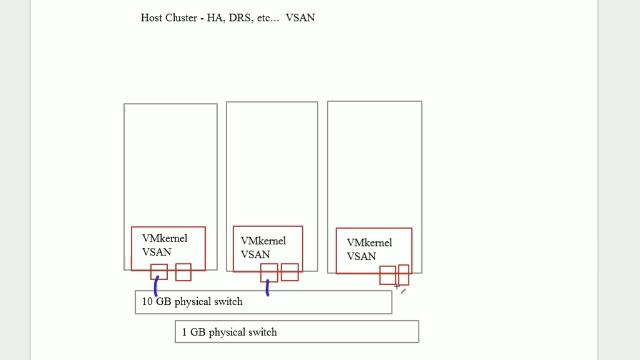 Host Cluster - HA, DRS, etc... VSAN
VMkernel
VSAN
VMkernel
VSAN
VMkernel
VSAN
10 GB physical switch
1 GB physical switch